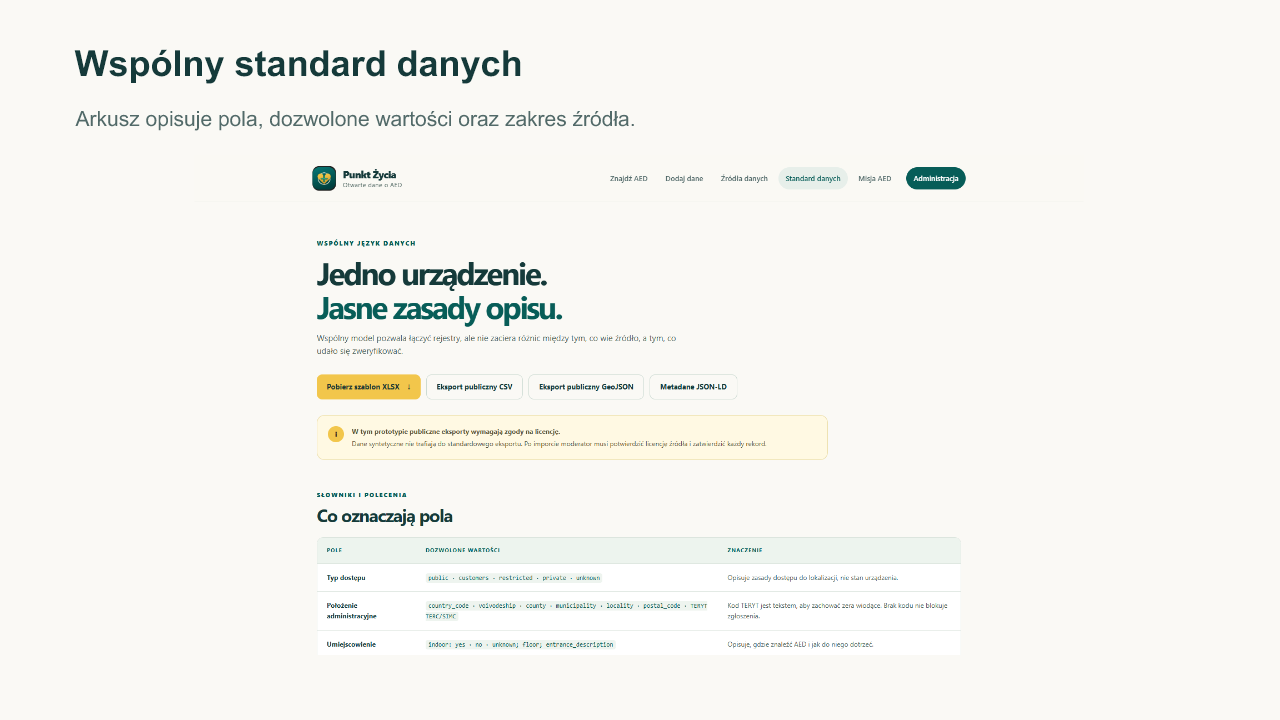 Wspólny standard danych
Arkusz opisuje pola, dozwolone wartości oraz zakres źródła.
Punkt Życia
Otwarte dane o AED
Znajdź AED
Dodaj dane
Źródła danych
Standard danych
Misja AED
Administracja
WSPÓLNY JĘZYK DANYCH
Jedno urządzenie.
Jasne zasady opisu.
Wspólny model pozwala łączyć rejestry, ale nie zaciera różnic między tym, co wie źródło, a tym, co
udało się zweryfikować.
Pobierz szablon XLSX ↓
Eksport publiczny CSV
Eksport publiczny GeoJSON
Metadane JSON-LD
i
W tym prototypie publiczne eksporty wymagają zgody na licencję.
Dane syntetyczne nie trafiają do standardowego eksportu. Po imporcie moderator musi potwierdzić licencję źródła i zatwierdzić każdy rekord.
SŁOWNIKI I POLECENIA
Co oznaczają pola
POLE
DOZWOLONE WARTOŚCI
ZNACZENIE
Typ dostępu
public · customers · restricted · private · unknown
Opisuje zasady dostępu do lokalizacji, nie stan urządzenia.
Położenie
administracyjne
country_code · voivodeship · county · municipality · locality · postal_code · TERYT
TERC/SIMC
Kod TERYT jest tekstem, aby zachować zera wiodące. Brak kodu nie blokuje
zgłoszenia.
Umiejscowienie
indoor: yes · no · unknown; floor; entrance_description
Opisuje, gdzie znaleźć AED i jak do niego dotrzeć.